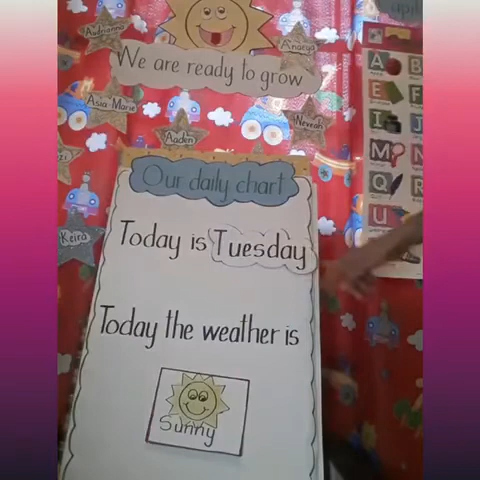 Audrianna
Anaeya
We are ready to grow
Asia-Marie
Aaden
Neveah
Keira
Our daily chart
Today is Tuesday
Today the weather is
Sunny
A
B
E
F
I
J
M
N
Q
R
U